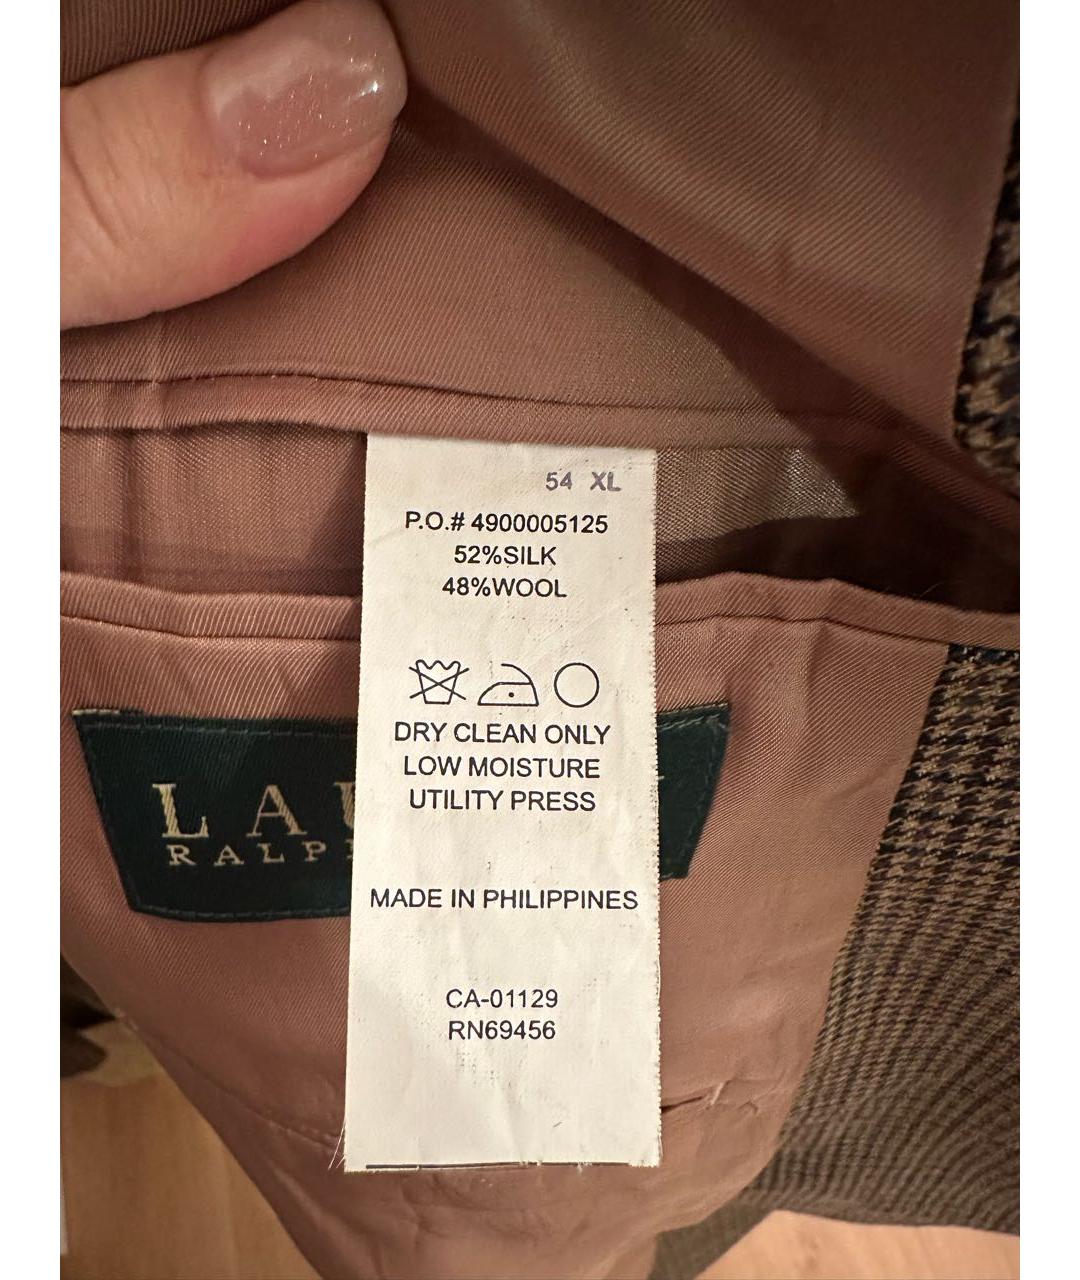 54 XL
P.O.# 4900005125
52%SILK
48%WOOL
DRY CLEAN ONLY
LOW MOISTURE
UTILITY PRESS
MADE IN PHILIPPINES
CA-01129
RN69456